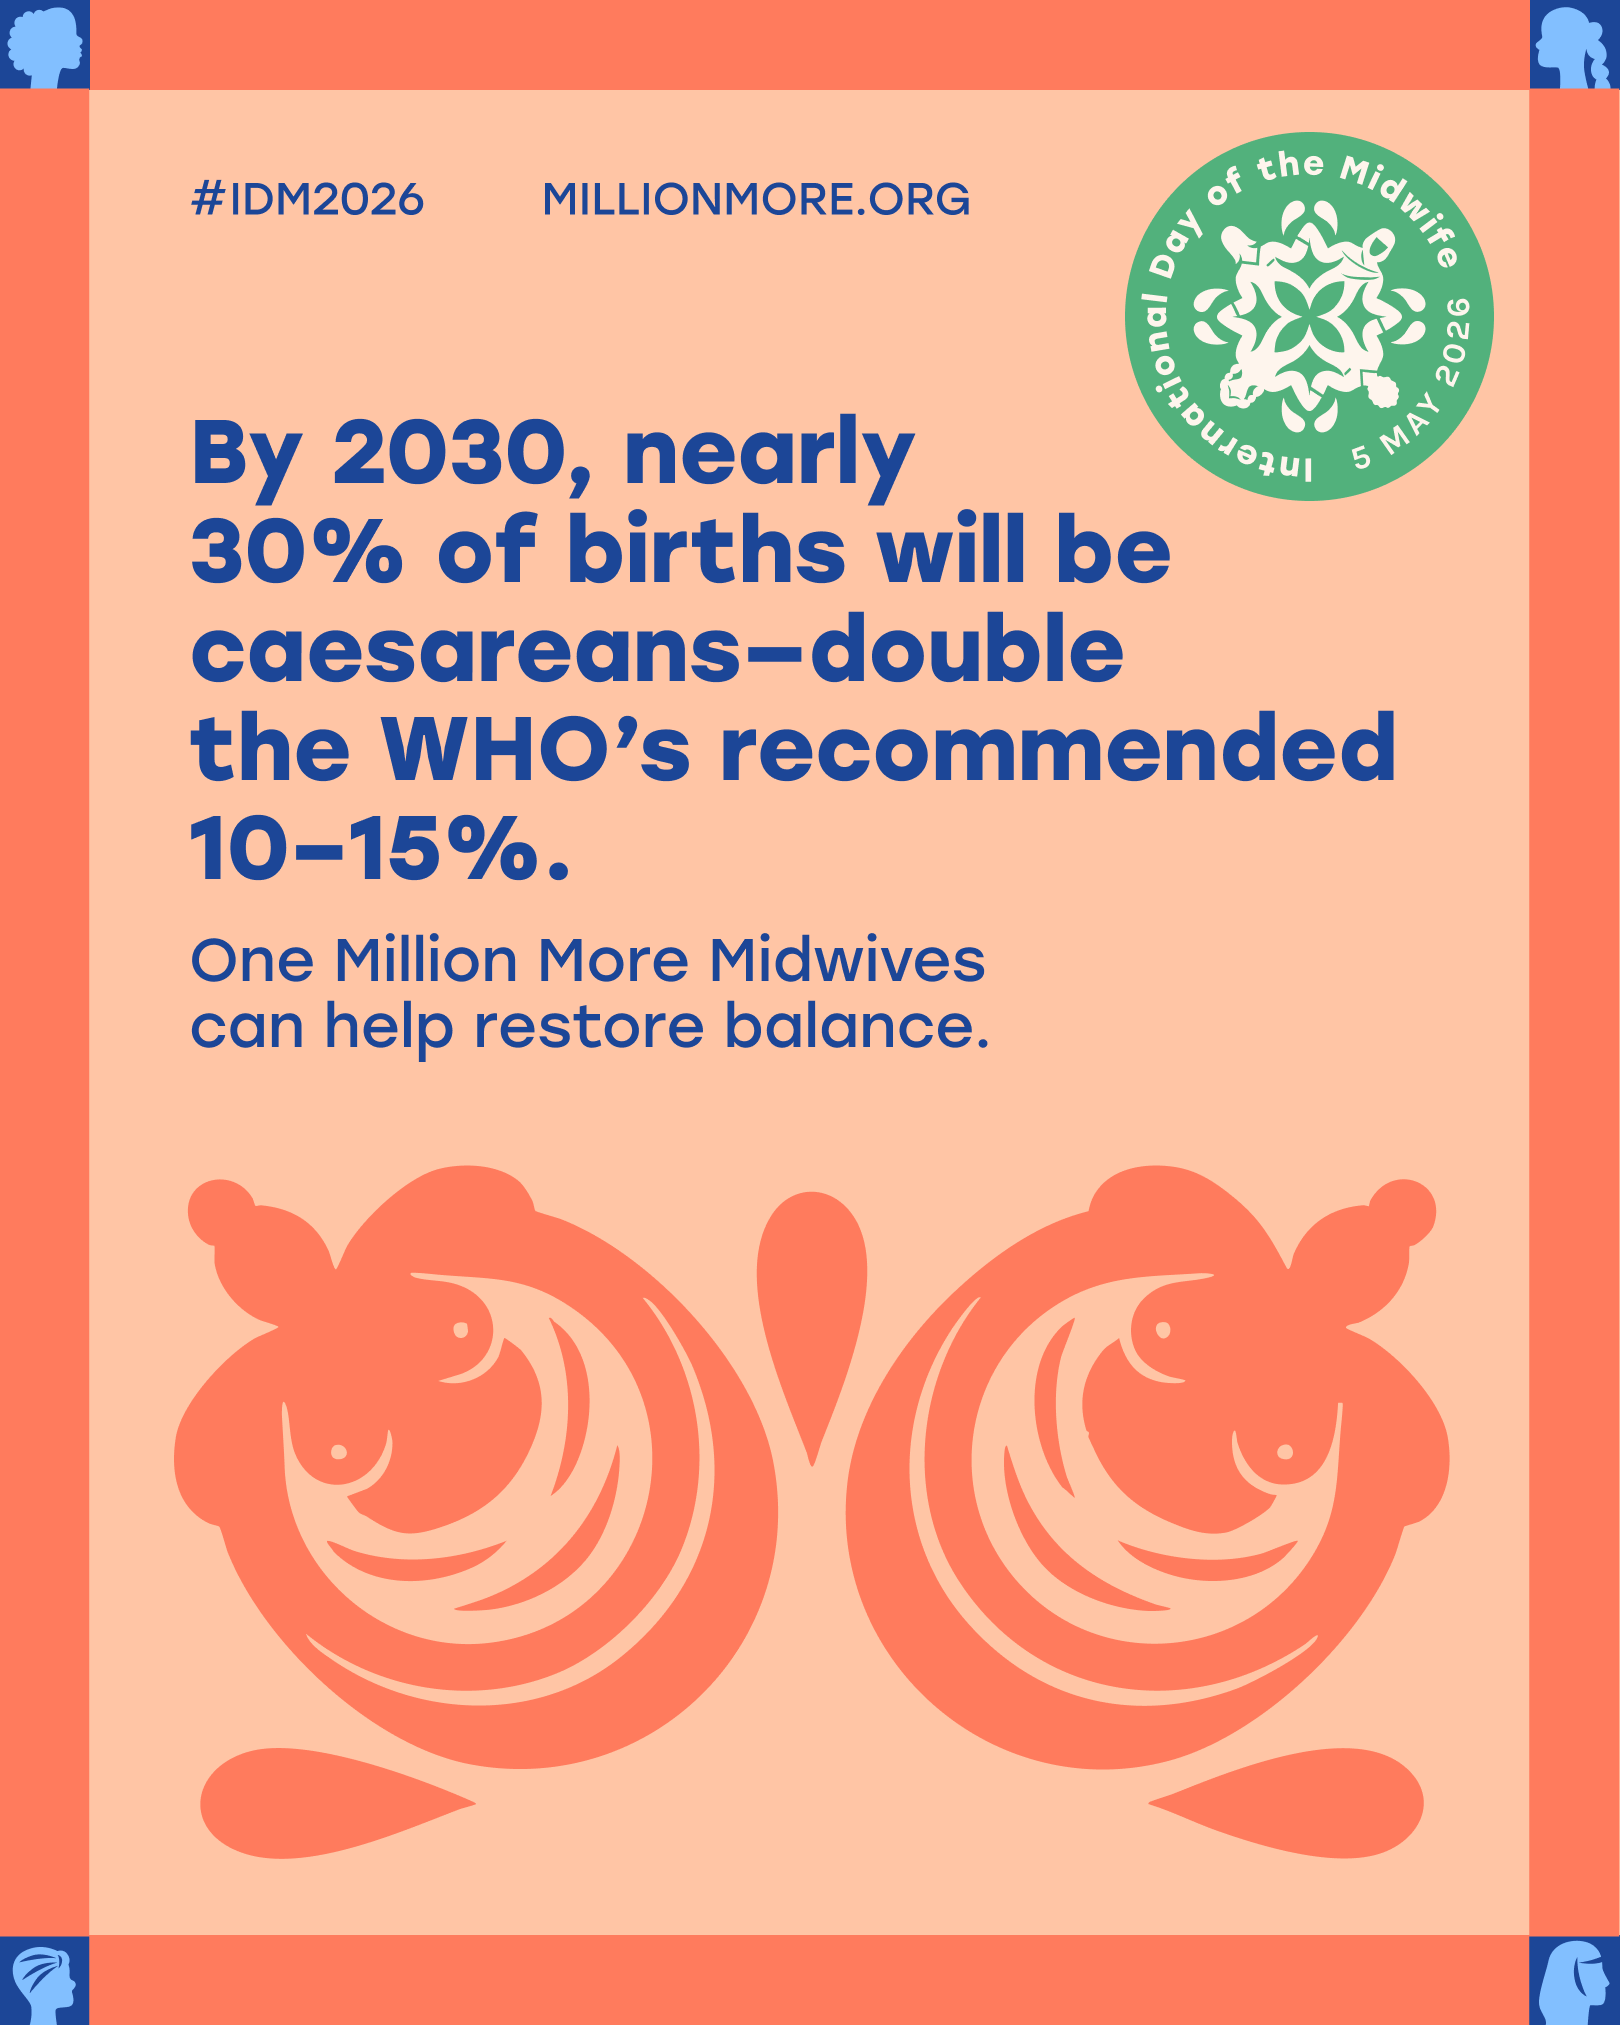 #IDM2026
MILLIONMORE.ORG
International Day of the Midwife
5 MAY 2026
By 2030, nearly
30% of births will be
caesareans—double
the WHO’s recommended
10–15%.
One Million More Midwives
can help restore balance.